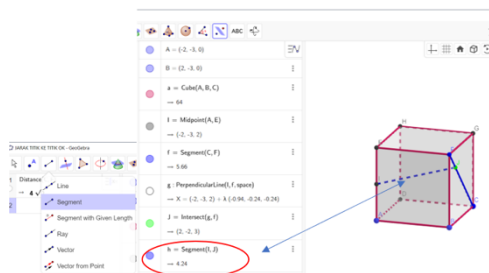 ABC
A = (-2, -3, 0)
B = (2, -3, 0)
a = Cube(A, B, C)
→ 64
I = Midpoint(A, E)
→ (-2, -3, 2)
f = Segment(C, F)
→ 5.66
g : PerpendicularLine(I, f, space)
→ X = (-2, -3, 2) + λ (-0.94, -0.24, -0.24)
J = Intersect(g, f)
→ (2, -2, 3)
h = Segment(I, J)
→ 4.24
H
JARAK TITIK KE TITIK OK - GeoGebra
Distance
Line
Segment
Segment with Given Length
Ray
Vector
Vector from Point